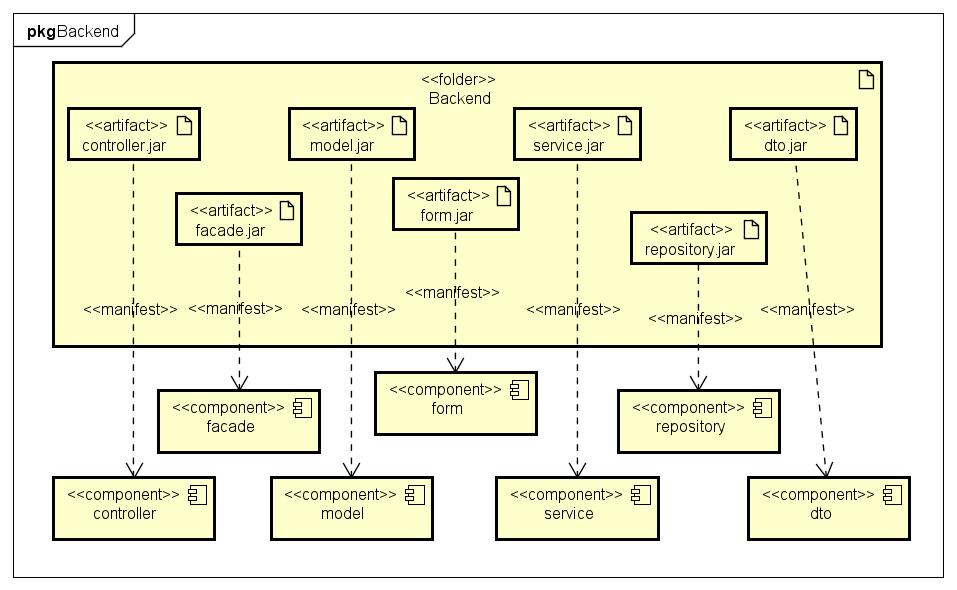 pkg Backend
<<folder>>
Backend
<<artifact>>
controller.jar
<<artifact>>
model.jar
<<artifact>>
service.jar
<<artifact>>
dto.jar
<<artifact>>
facade.jar
<<artifact>>
form.jar
<<artifact>>
repository.jar
<<manifest>>
<<manifest>>
<<manifest>>
<<manifest>>
<<manifest>>
<<manifest>>
<<manifest>>
<<component>>
facade
<<component>>
form
<<component>>
repository
<<component>>
controller
<<component>>
model
<<component>>
service
<<component>>
dto